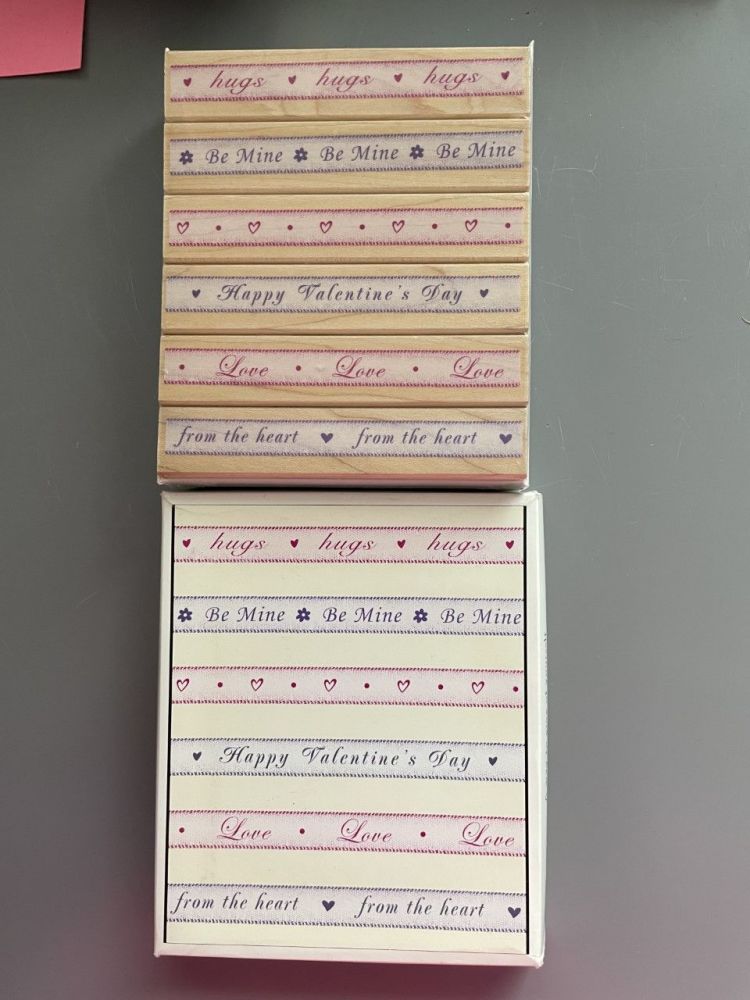 hugs hugs hugs
Be Mine Be Mine Be Mine
Happy Valentine's Day
Love Love Love
from the heart from the heart
hugs hugs hugs
Be Mine Be Mine Be Mine
Happy Valentine's Day
Love Love Love
from the heart from the heart